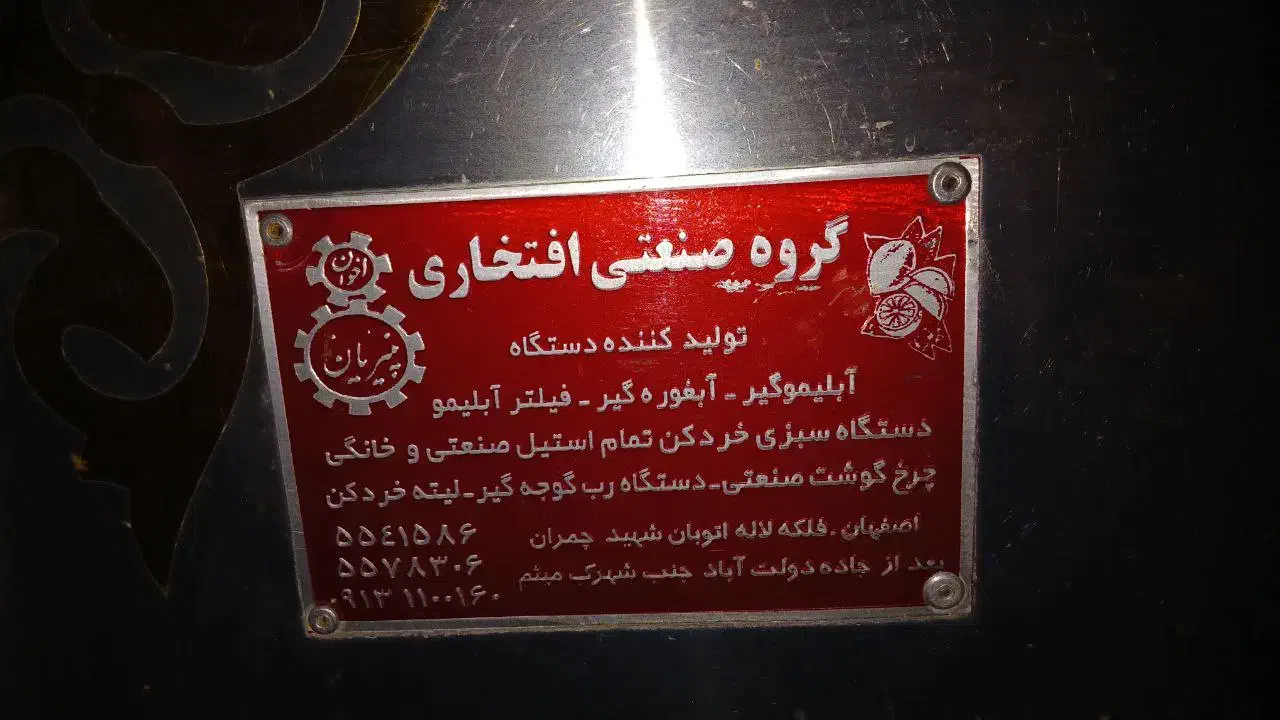 گروه صنعتی افتخاری
اخوان
پنیریان
تولید کننده دستگاه
آبلیموگیر - آبغوره گیر - فیلتر آبلیمو
دستگاه سبزی خردکن تمام استیل صنعتی و خانگی
چرخ گوشت صنعتی - دستگاه رب گوجه گیر - لیته خردکن
اصفهان . فلکه لاله اتوبان شهید چمران
۵۵۴۱۵۸۶
بعد از جاده دولت آباد جنب شهرک میثم
۵۵۷۸۳۰۶
۰۹۱۳ ۱۱۰۰۱۶۰